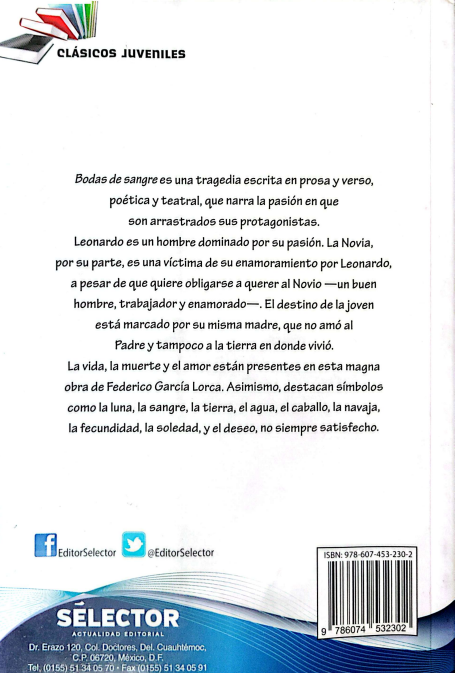 CLÁSICOS JUVENILES
Bodas de sangre es una tragedia escrita en prosa y verso,
poética y teatral, que narra la pasión en que
son arrastrados sus protagonistas.
Leonardo es un hombre dominado por su pasión. La Novia,
por su parte, es una víctima de su enamoramiento por Leonardo,
a pesar de que quiere obligarse a querer al Novio —un buen
hombre, trabajador y enamorado—. El destino de la joven
está marcado por su misma madre, que no amó al
Padre y tampoco a la tierra en donde vivió.
La vida, la muerte y el amor están presentes en esta magna
obra de Federico García Lorca. Asimismo, destacan símbolos
como la luna, la sangre, la tierra, el agua, el caballo, la navaja,
la fecundidad, la soledad, y el deseo, no siempre satisfecho.
EditorSelector
@EditorSelector
ISBN: 978-607-453-230-2
9 786074 532302
SELECTOR
ACTUALIDAD EDITORIAL
Dr. Erazo 120, Col. Doctores, Del. Cuauhtémoc,
C.P. 06720, México, D.F.
Tel. (0155) 51 34 05 70 • Fax (0155) 51 34 05 91